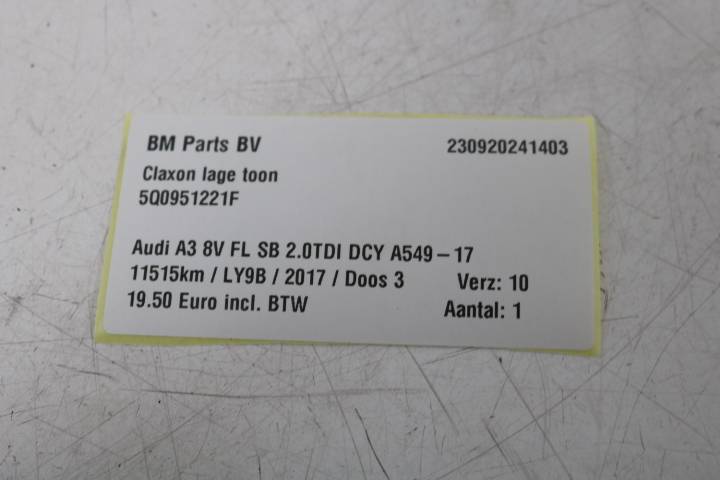 BM Parts BV 230920241403
Claxon lage toon
5Q0951221F
Audi A3 8V FL SB 2.0TDI DCY A549-17
11515km / LY9B / 2017 / Doos 3 Verz: 10
19.50 Euro incl. BTW Aantal: 1